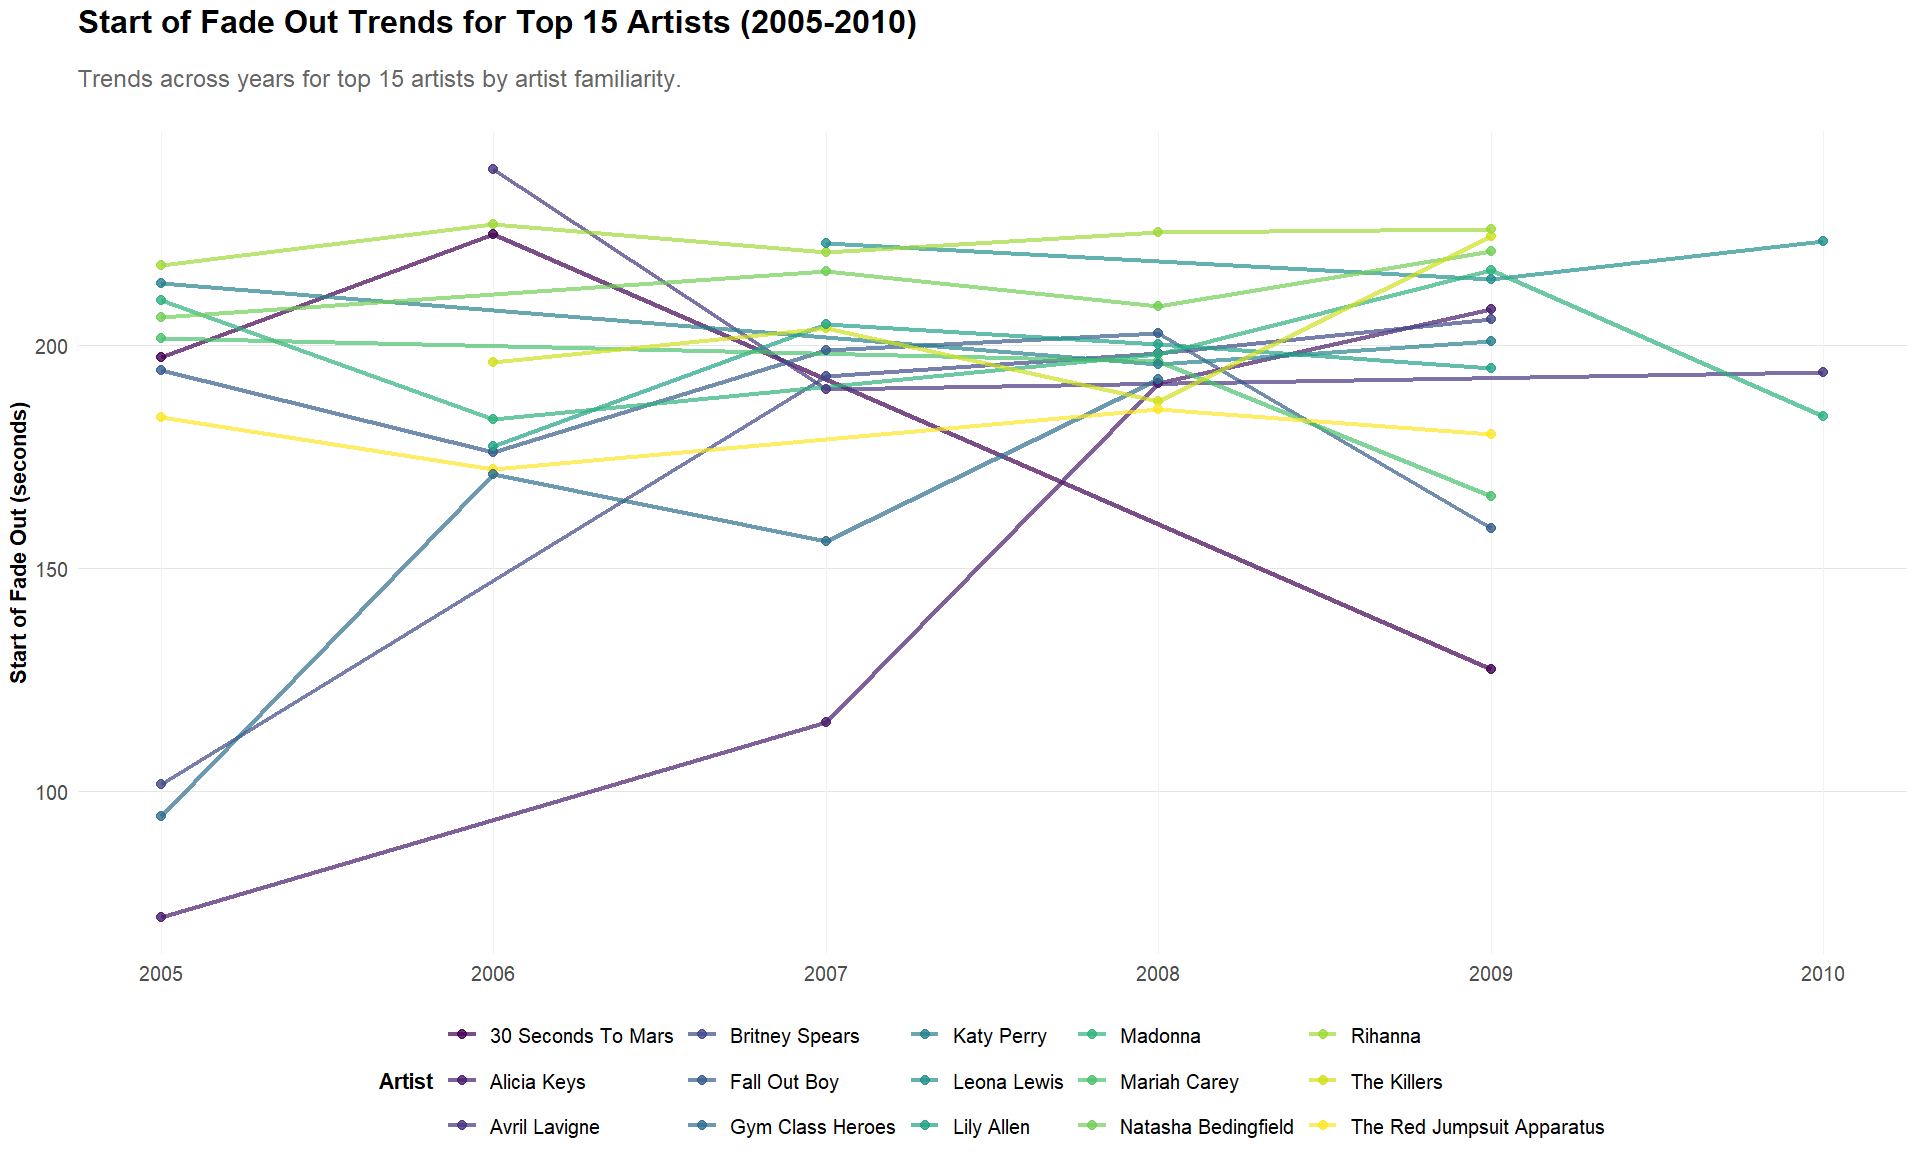 Start of Fade Out Trends for Top 15 Artists (2005-2010)
Trends across years for top 15 artists by artist familiarity.
Start of Fade Out (seconds)
200
150
100
2005 2006 2007 2008 2009 2010
Artist
30 Seconds To Mars Britney Spears Katy Perry Madonna Rihanna
Alicia Keys Fall Out Boy Leona Lewis Mariah Carey The Killers
Avril Lavigne Gym Class Heroes Lily Allen Natasha Bedingfield The Red Jumpsuit Apparatus